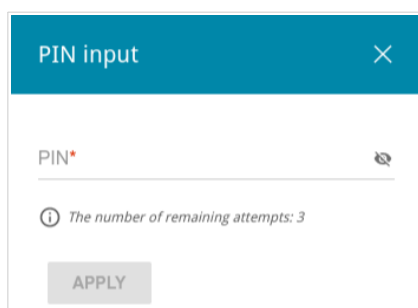 PIN input
PIN*
The number of remaining attempts: 3
APPLY